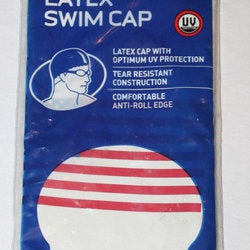 LATEX
SWIM CAP
UV
LATEX CAP WITH
OPTIMUM UV PROTECTION
TEAR RESISTANT
CONSTRUCTION
COMFORTABLE
ANTI-ROLL EDGE